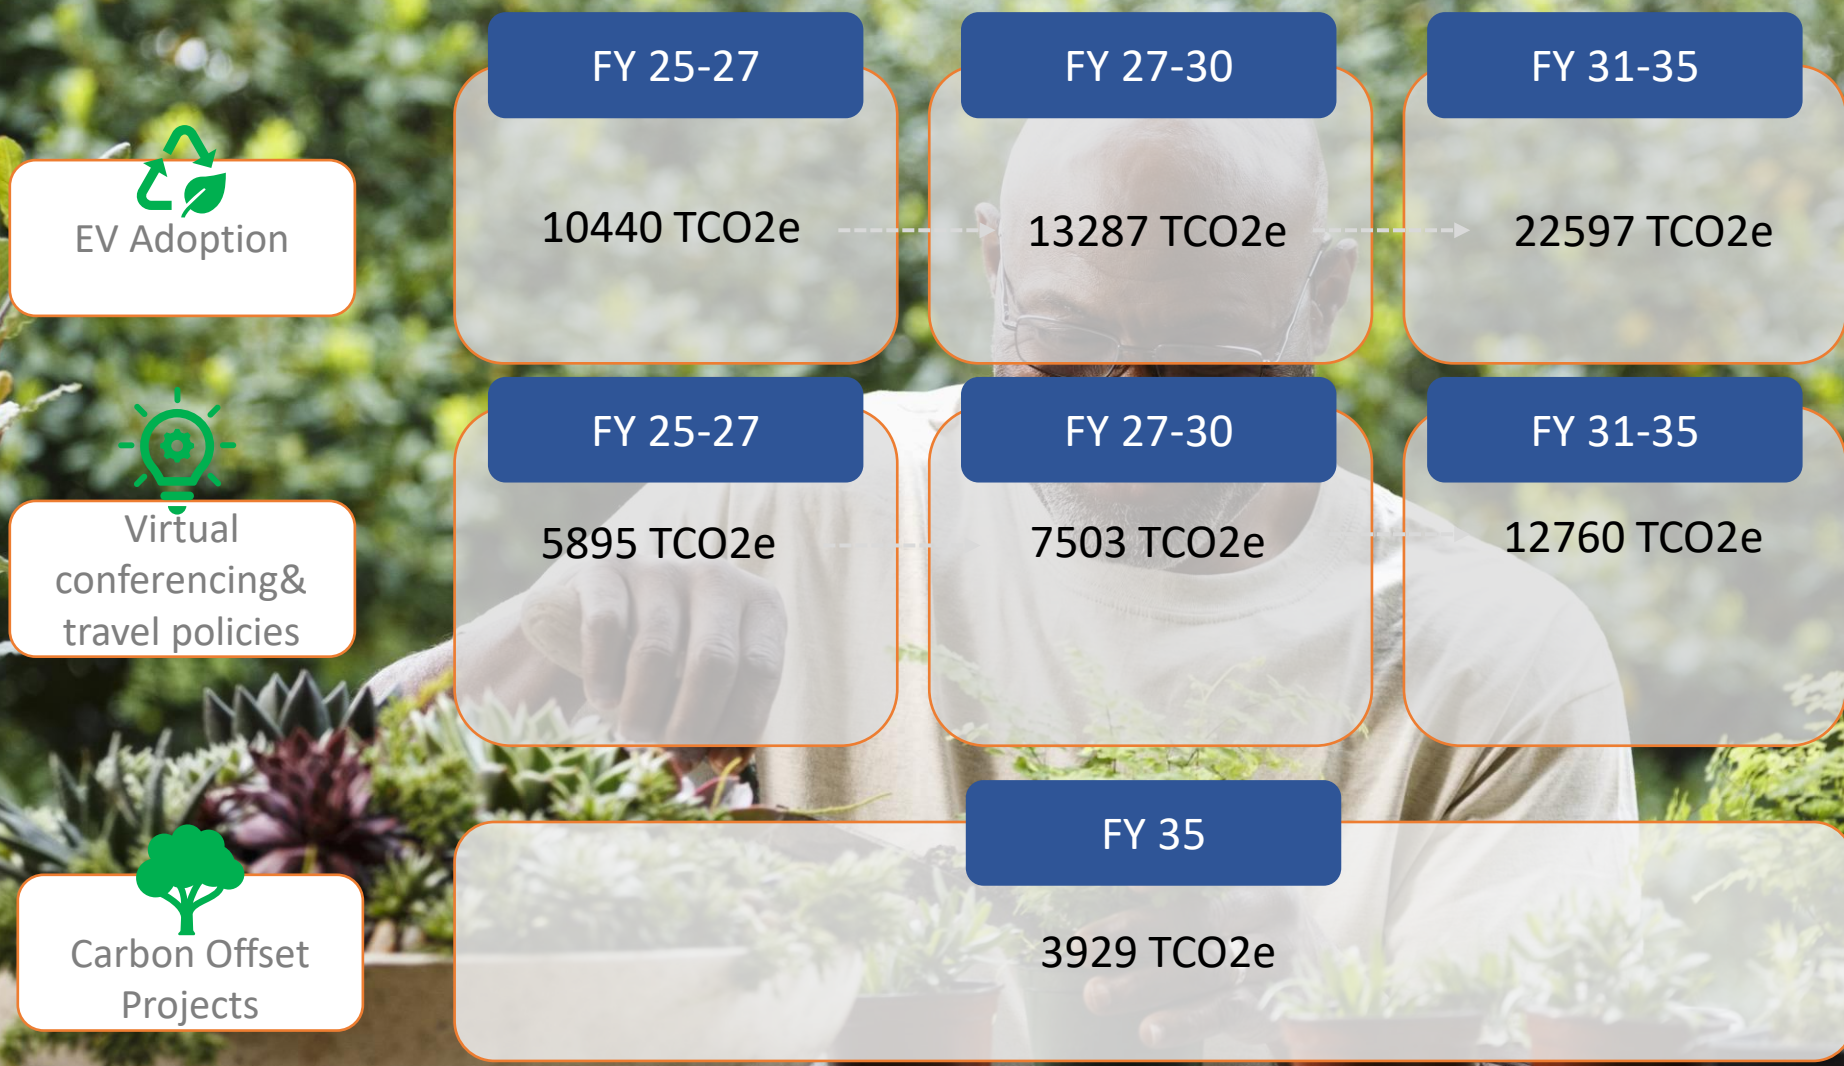 FY 25-27
FY 27-30
FY 31-35
EV Adoption
10440 TCO2e
13287 TCO2e
22597 TCO2e
FY 25-27
FY 27-30
FY 31-35
Virtual
conferencing&
travel policies
5895 TCO2e
7503 TCO2e
12760 TCO2e
FY 35
Carbon Offset
Projects
3929 TCO2e